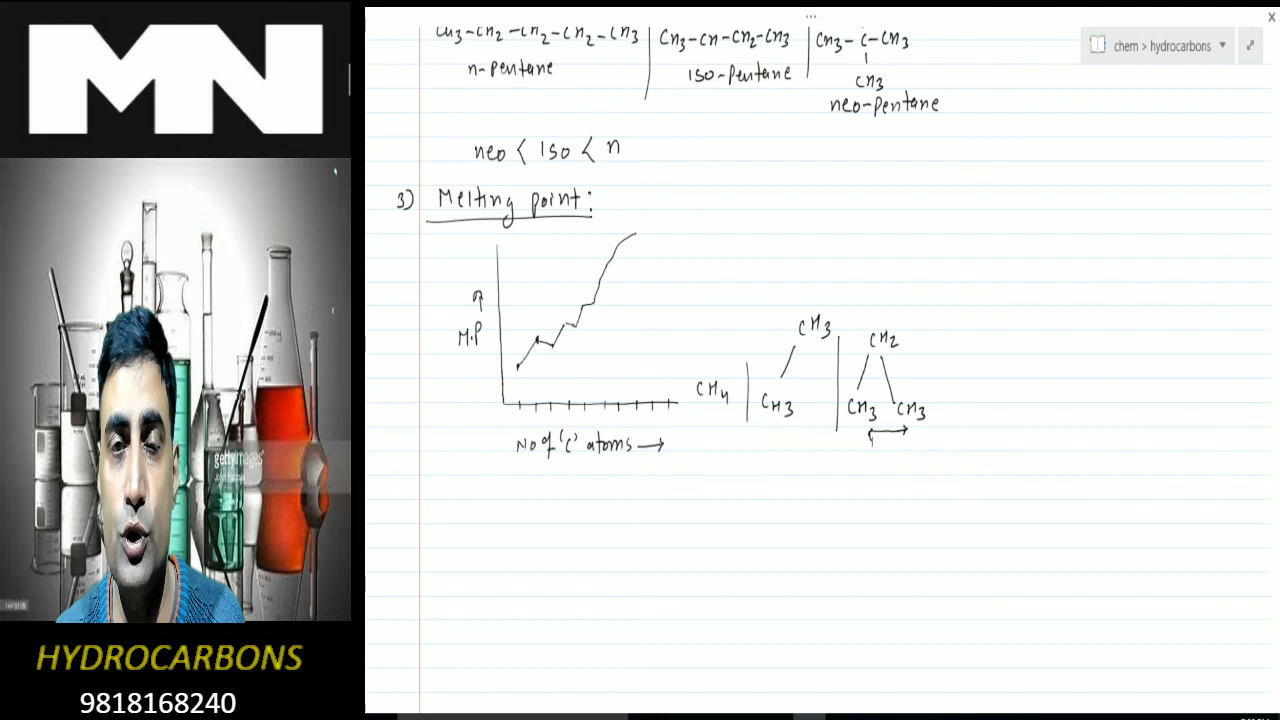 MN
gettyimages
HYDROCARBONS
9818168240
chem > hydrocarbons
CH3-CH2-CH2-CH2-CH3
CH3-CH-CH2-CH3
CH3-C-CH3
CH3
n-pentane
iso-pentane
neo-pentane
neo < Iso < n
3) Melting point:
M.P
No of 'C' atoms →
CH4
CH3
CH3
CH2
CH3 CH3